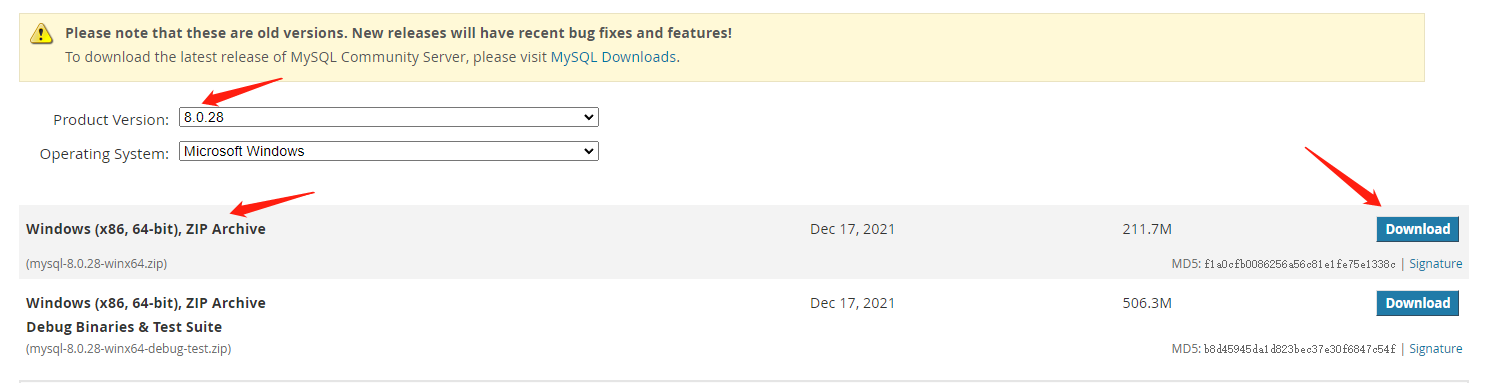 Please note that these are old versions. New releases will have recent bug fixes and features!
To download the latest release of MySQL Community Server, please visit MySQL Downloads.
Product Version: 8.0.28
Operating System: Microsoft Windows
Windows (x86, 64-bit), ZIP Archive Dec 17, 2021 211.7M Download
(mysql-8.0.28-winx64.zip) MD5: f1a0cfb0086256a56c81e1fe75e1338c | Signature
Windows (x86, 64-bit), ZIP Archive Dec 17, 2021 506.3M Download
Debug Binaries & Test Suite
(mysql-8.0.28-winx64-debug-test.zip) MD5: b8d45945da1d823bec37e30f6847c54f | Signature